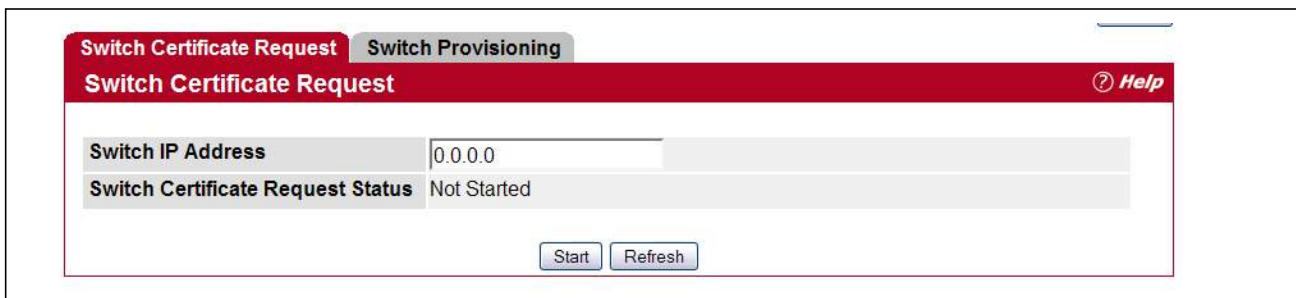 Switch Certificate Request Switch Provisioning
Switch Certificate Request ? Help
Switch IP Address 0.0.0.0
Switch Certificate Request Status Not Started
Start Refresh